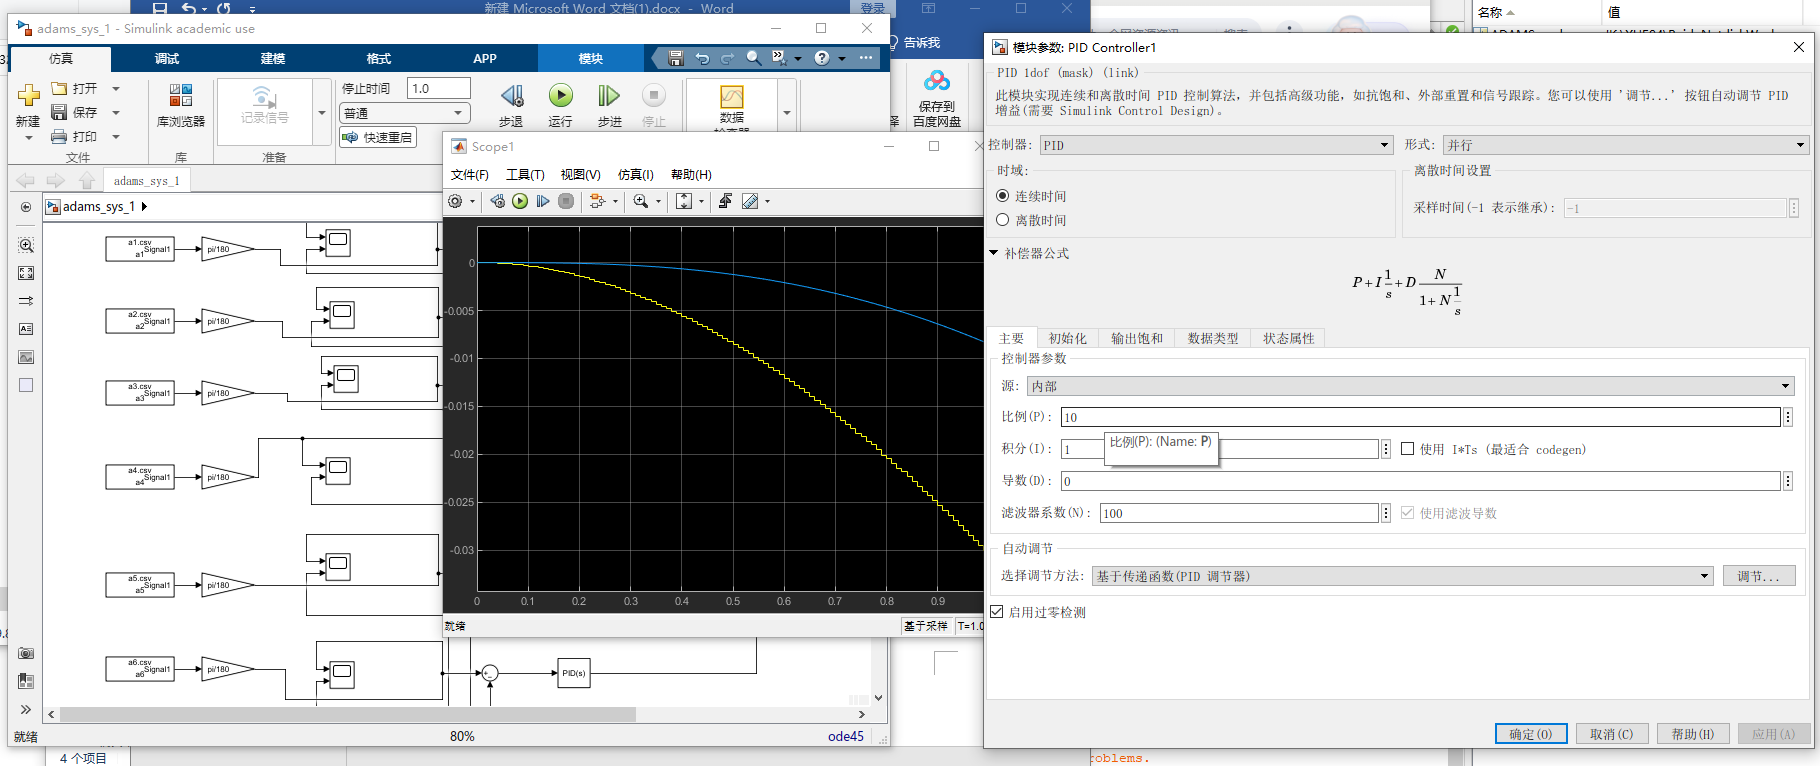 新建 Microsoft Word 文档(1).docx - Word
登录
告诉我
保存到
百度网盘
名称
值
adams_sys_1 - Simulink academic use
仿真
调试
建模
格式
APP
模块
新建
打开
保存
打印
文件
库浏览器
库
记录信号
准备
停止时间
1.0
普通
快速重启
步退
运行
步进
停止
数据
adams_sys_1
adams_sys_1
a1.csv
Signal1
a1
pi/180
a2.csv
Signal1
a2
pi/180
a3.csv
Signal1
a3
pi/180
a4.csv
Signal1
a4
pi/180
a5.csv
Signal1
a5
pi/180
a6.csv
Signal1
a6
pi/180
PID(s)
就绪
80%
ode45
4 个项目
Scope1
文件(F)
工具(T)
视图(V)
仿真(I)
帮助(H)
0
-0.005
-0.01
-0.015
-0.02
-0.025
-0.03
0
0.1
0.2
0.3
0.4
0.5
0.6
0.7
0.8
0.9
就绪
基于采样
T=1.0
模块参数: PID Controller1
PID 1dof (mask) (link)
此模块实现连续和离散时间 PID 控制算法，并包括高级功能，如抗饱和、外部重置和信号跟踪。您可以使用 '调节...' 按钮自动调节 PID
增益(需要 Simulink Control Design)。
控制器: PID
形式: 并行
时域:
连续时间
离散时间
离散时间设置
采样时间(-1 表示继承): -1
补偿器公式
P+I 1/s +D N/(1+N 1/s)
主要
初始化
输出饱和
数据类型
状态属性
控制器参数
源: 内部
比例(P): 10
比例(P): (Name: P)
积分(I): 1
使用 I*Ts (最适合 codegen)
导数(D): 0
滤波器系数(N): 100
使用滤波导数
自动调节
选择调节方法: 基于传递函数(PID 调节器)
调节...
启用过零检测
确定(O)
取消(C)
帮助(H)
应用(A)
oblems.